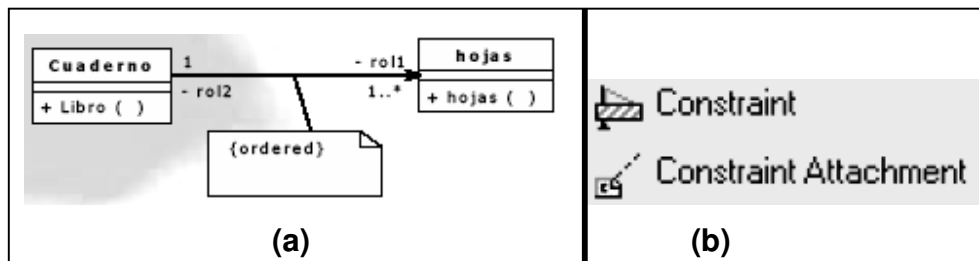 Cuaderno
+ Libro ( )
1
- rol2
- rol1
1..*
hojas
+ hojas ( )
{ordered}
(a)
Constraint
Constraint Attachment
(b)